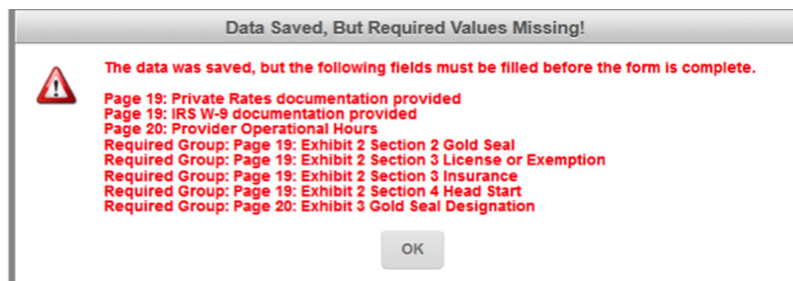 Data Saved, But Required Values Missing!
The data was saved, but the following fields must be filled before the form is complete.
Page 19: Private Rates documentation provided
Page 19: IRS W-9 documentation provided
Page 20: Provider Operational Hours
Required Group: Page 19: Exhibit 2 Section 2 Gold Seal
Required Group: Page 19: Exhibit 2 Section 3 License or Exemption
Required Group: Page 19: Exhibit 2 Section 3 Insurance
Required Group: Page 19: Exhibit 2 Section 4 Head Start
Required Group: Page 20: Exhibit 3 Gold Seal Designation
OK